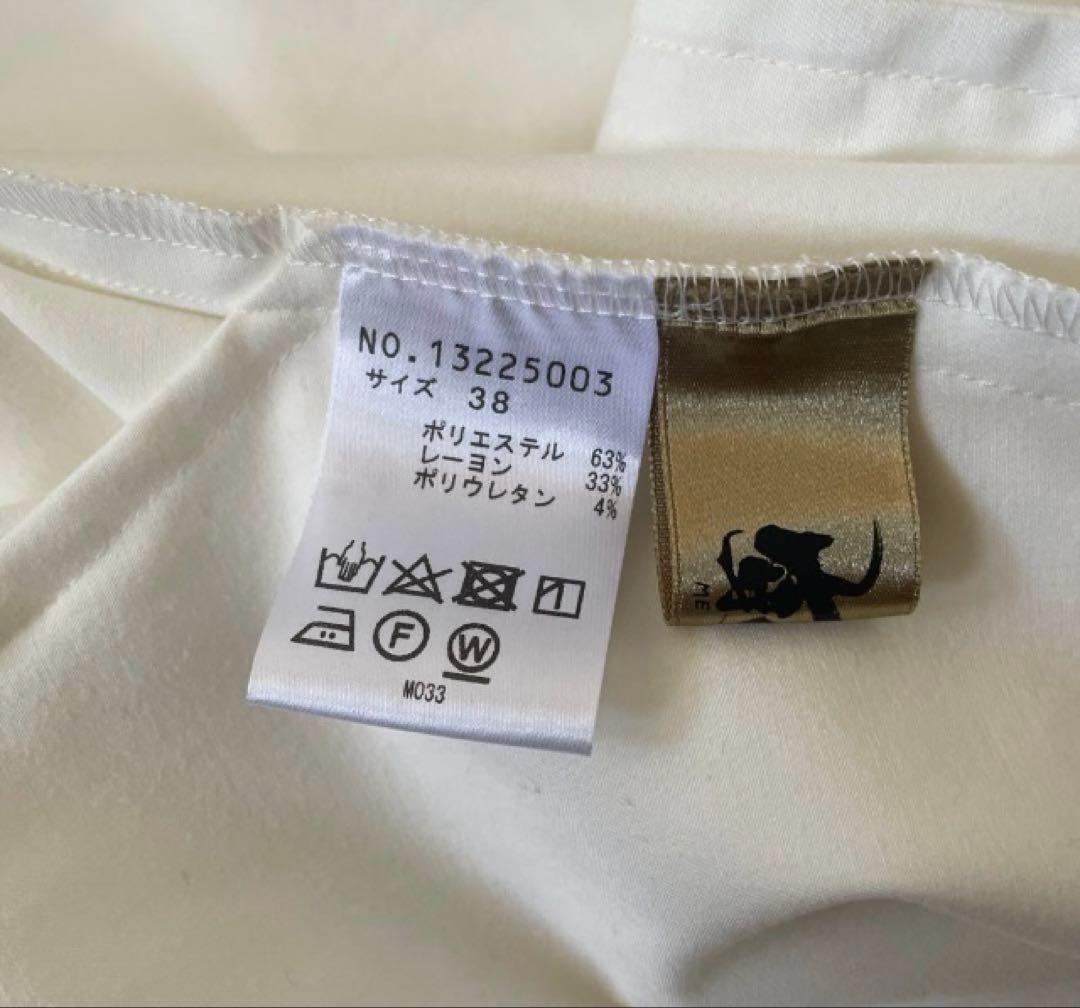 NO.13225003
サイズ 38
ポリエステル 63%
レーヨン 33%
ポリウレタン 4%
F
W
M033
ME